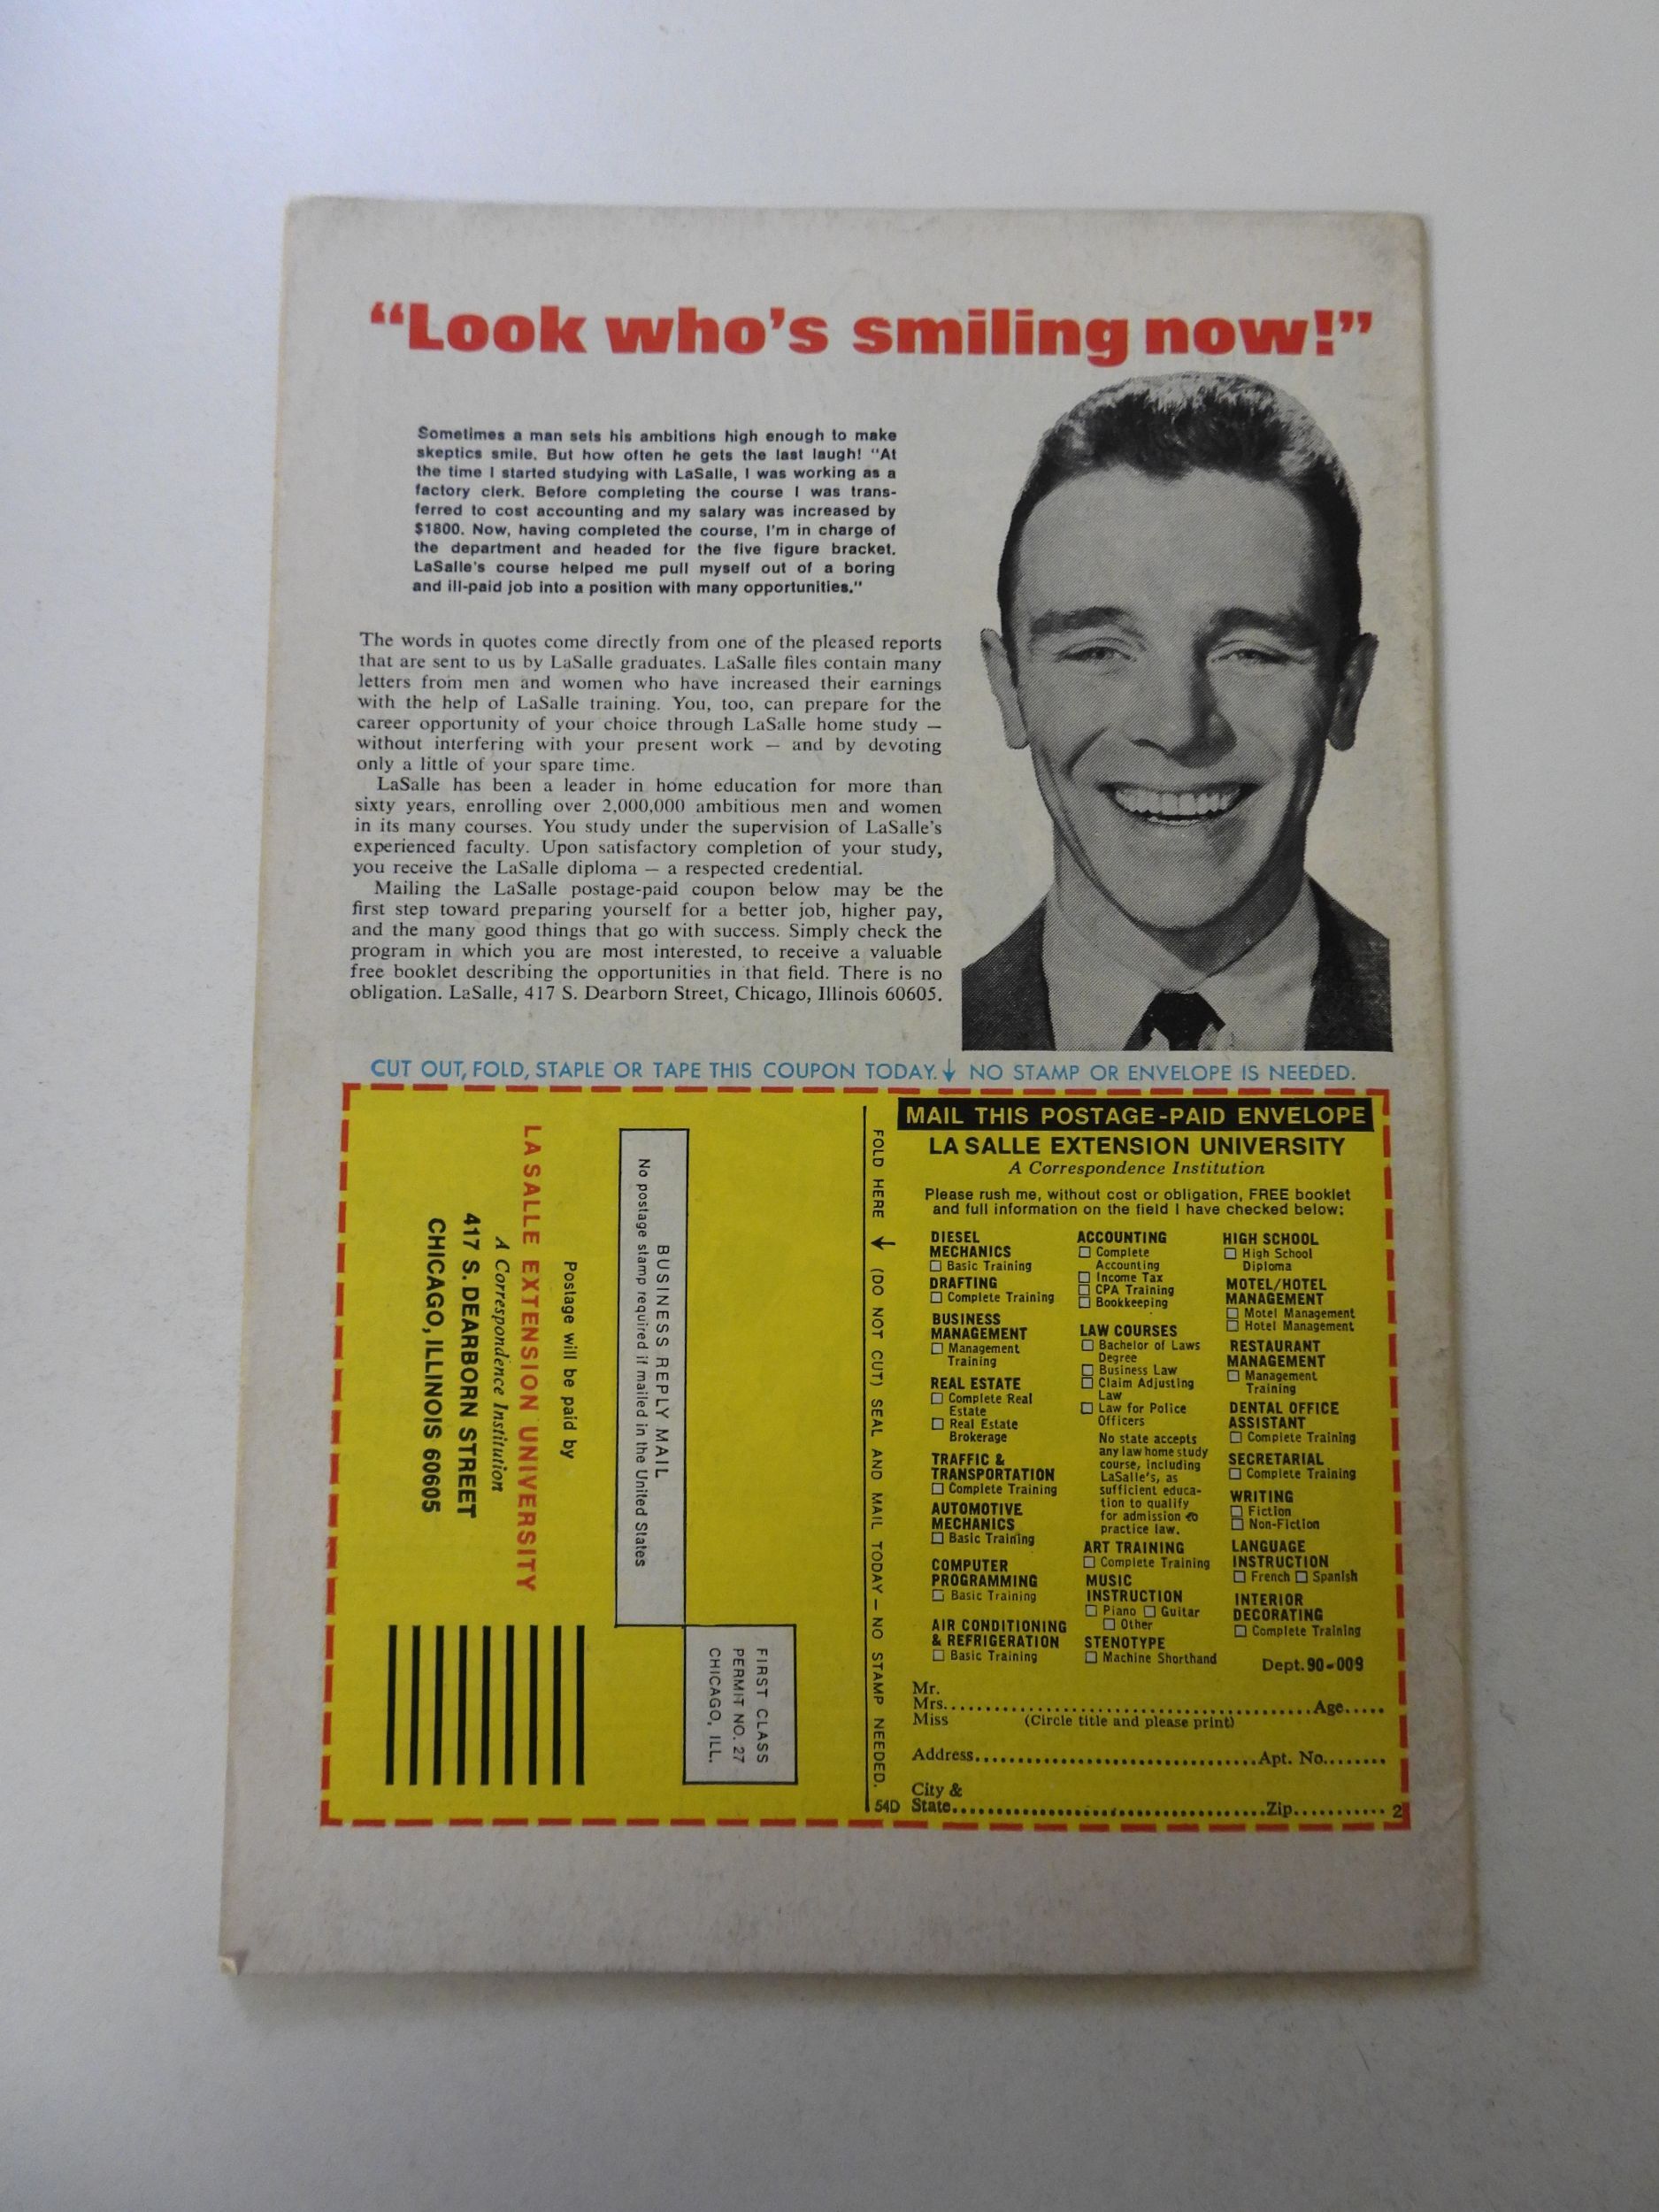 “Look who’s smiling now!”
Sometimes a man sets his ambitions high enough to make
skeptics smile. But how often he gets the last laugh! "At
the time I started studying with LaSalle, I was working as a
factory clerk. Before completing the course I was trans-
ferred to cost accounting and my salary was increased by
$1800. Now, having completed the course, I'm in charge of
the department and headed for the five figure bracket.
LaSalle's course helped me pull myself out of a boring
and ill-paid job into a position with many opportunities."
The words in quotes come directly from one of the pleased reports
that are sent to us by LaSalle graduates. LaSalle files contain many
letters from men and women who have increased their earnings
with the help of LaSalle training. You, too, can prepare for the
career opportunity of your choice through LaSalle home study —
without interfering with your present work — and by devoting
only a little of your spare time.
LaSalle has been a leader in home education for more than
sixty years, enrolling over 2,000,000 ambitious men and women
in its many courses. You study under the supervision of LaSalle's
experienced faculty. Upon satisfactory completion of your study,
you receive the LaSalle diploma — a respected credential.
Mailing the LaSalle postage-paid coupon below may be the
first step toward preparing yourself for a better job, higher pay,
and the many good things that go with success. Simply check the
program in which you are most interested, to receive a valuable
free booklet describing the opportunities in that field. There is no
obligation. LaSalle, 417 S. Dearborn Street, Chicago, Illinois 60605.
CUT OUT, FOLD, STAPLE OR TAPE THIS COUPON TODAY.↓ NO STAMP OR ENVELOPE IS NEEDED.
FIRST CLASS
PERMIT NO. 27
CHICAGO, ILL.
BUSINESS REPLY MAIL
No postage stamp required if mailed in the United States
Postage will be paid by
LA SALLE EXTENSION UNIVERSITY
A Correspondence Institution
417 S. DEARBORN STREET
CHICAGO, ILLINOIS 60605
FOLD HERE ↓ (DO NOT CUT) SEAL AND MAIL TODAY — NO STAMP NEEDED.
54D
MAIL THIS POSTAGE-PAID ENVELOPE
LA SALLE EXTENSION UNIVERSITY
A Correspondence Institution
Please rush me, without cost or obligation, FREE booklet
and full information on the field I have checked below:
DIESEL
MECHANICS
☐ Basic Training
DRAFTING
☐ Complete Training
BUSINESS
MANAGEMENT
☐ Management
Training
REAL ESTATE
☐ Complete Real
Estate
☐ Real Estate
Brokerage
TRAFFIC &
TRANSPORTATION
☐ Complete Training
AUTOMOTIVE
MECHANICS
☐ Basic Training
COMPUTER
PROGRAMMING
☐ Basic Training
AIR CONDITIONING
& REFRIGERATION
☐ Basic Training
ACCOUNTING
☐ Complete
Accounting
☐ Income Tax
☐ CPA Training
☐ Bookkeeping
LAW COURSES
☐ Bachelor of Laws
Degree
☐ Business Law
☐ Claim Adjusting
Law
☐ Law for Police
Officers
No state accepts
any law home study
course, including
LaSalle's, as
sufficient educa-
tion to qualify
for admission to
practice law.
ART TRAINING
☐ Complete Training
MUSIC
INSTRUCTION
☐ Piano ☐ Guitar
☐ Other
STENOTYPE
☐ Machine Shorthand
HIGH SCHOOL
☐ High School
Diploma
MOTEL/HOTEL
MANAGEMENT
☐ Motel Management
☐ Hotel Management
RESTAURANT
MANAGEMENT
☐ Management
Training
DENTAL OFFICE
ASSISTANT
☐ Complete Training
SECRETARIAL
☐ Complete Training
WRITING
☐ Fiction
☐ Non-Fiction
LANGUAGE
INSTRUCTION
☐ French ☐ Spanish
INTERIOR
DECORATING
☐ Complete Training
Dept. 90-009
Mr.
Mrs. Age
Miss (Circle title and please print)
Address Apt. No.
City &
State Zip 2